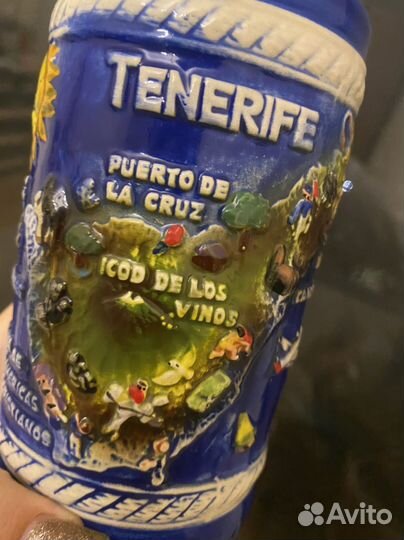 TENERIFE
PUERTO DE
LA CRUZ
ICOD DE LOS
VINOS
Avito